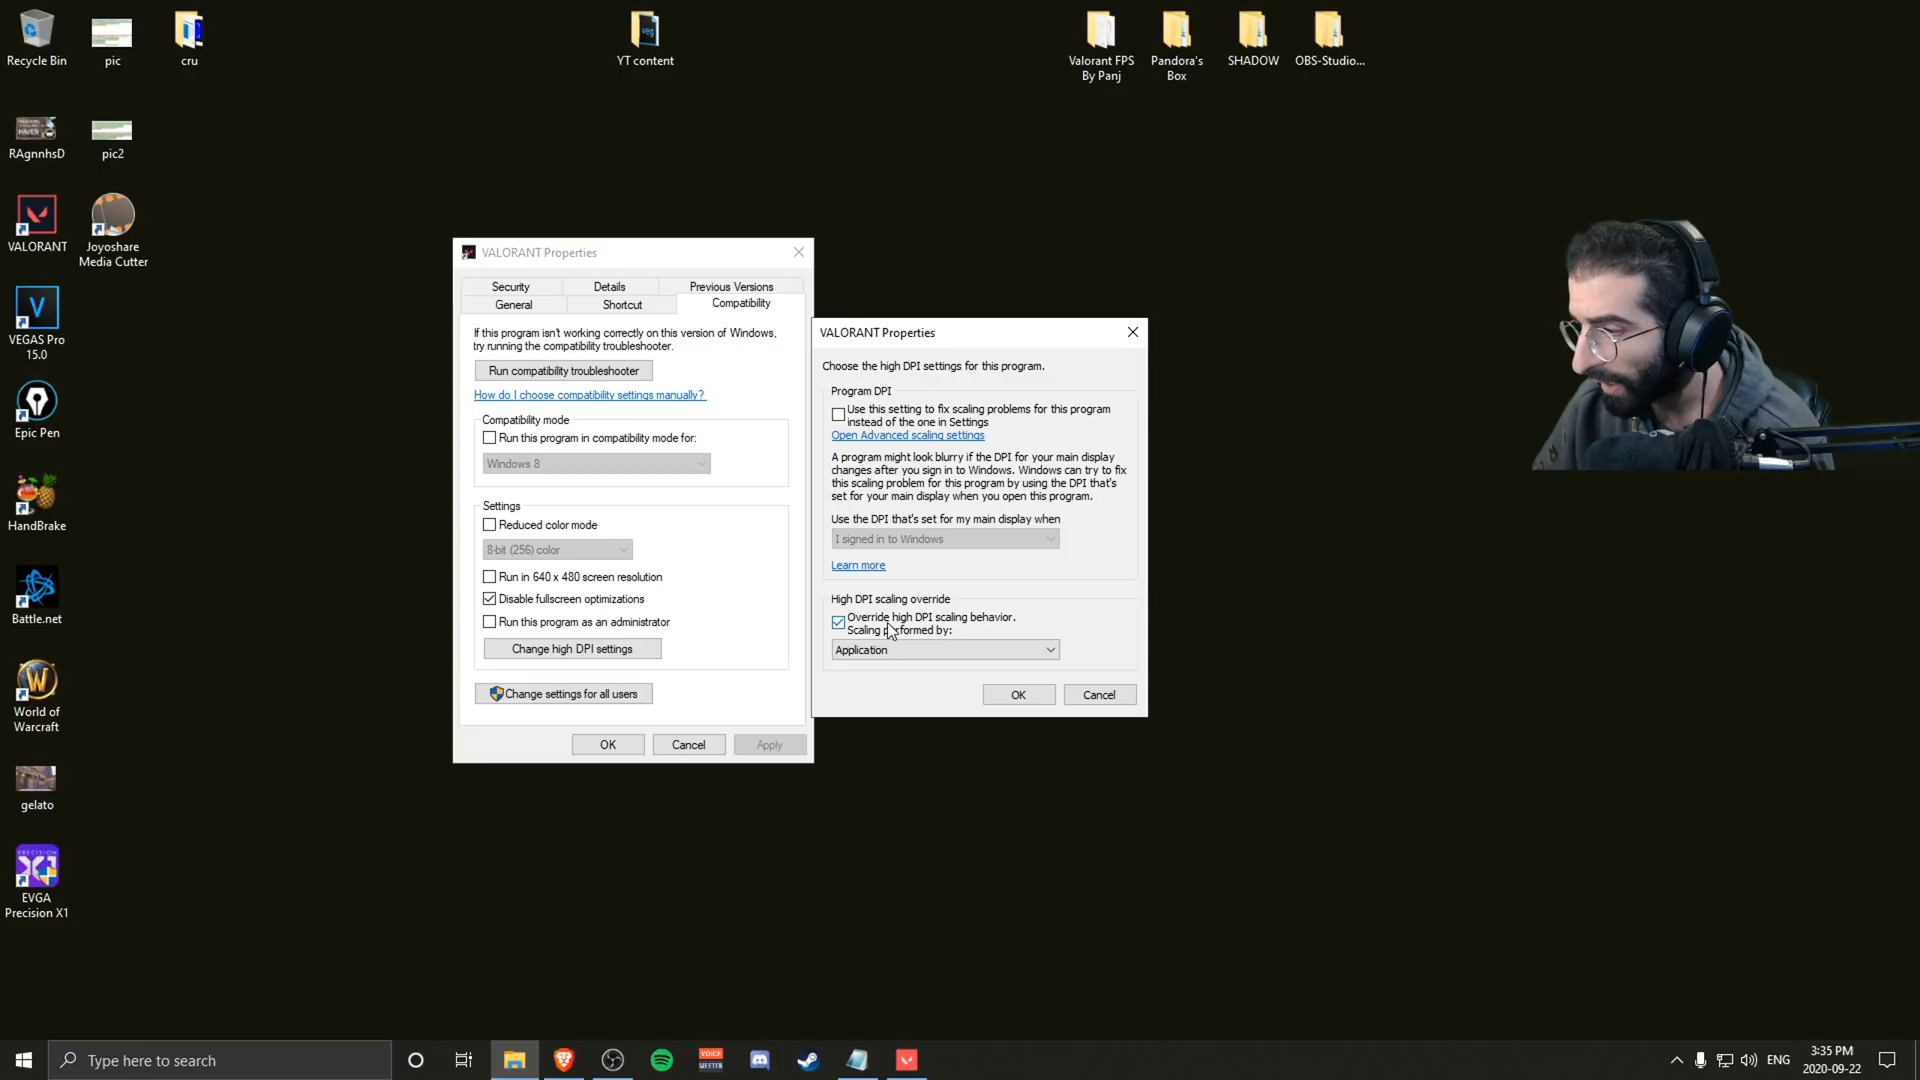 Recycle Bin
pic
cru
YT content
Valorant FPS
By Panj
Pandora's
Box
SHADOW
OBS-Studio...
RAgnnhsD
pic2
VALORANT
Joyoshare
Media Cutter
VEGAS Pro
15.0
Epic Pen
HandBrake
Battle.net
World of
Warcraft
gelato
EVGA
Precision X1
VALORANT Properties
Security
Details
Previous Versions
General
Shortcut
Compatibility
If this program isn't working correctly on this version of Windows,
try running the compatibility troubleshooter.
Run compatibility troubleshooter
How do I choose compatibility settings manually?
Compatibility mode
Run this program in compatibility mode for:
Windows 8
Settings
Reduced color mode
8-bit (256) color
Run in 640 x 480 screen resolution
Disable fullscreen optimizations
Run this program as an administrator
Change high DPI settings
Change settings for all users
OK
Cancel
Apply
VALORANT Properties
Choose the high DPI settings for this program.
Program DPI
Use this setting to fix scaling problems for this program
instead of the one in Settings
Open Advanced scaling settings
A program might look blurry if the DPI for your main display
changes after you sign in to Windows. Windows can try to fix
this scaling problem for this program by using the DPI that's
set for your main display when you open this program.
Use the DPI that's set for my main display when
I signed in to Windows
Learn more
High DPI scaling override
Override high DPI scaling behavior.
Scaling performed by:
Application
OK
Cancel
Type here to search
VOICE
MEETER
ENG
3:35 PM
2020-09-22